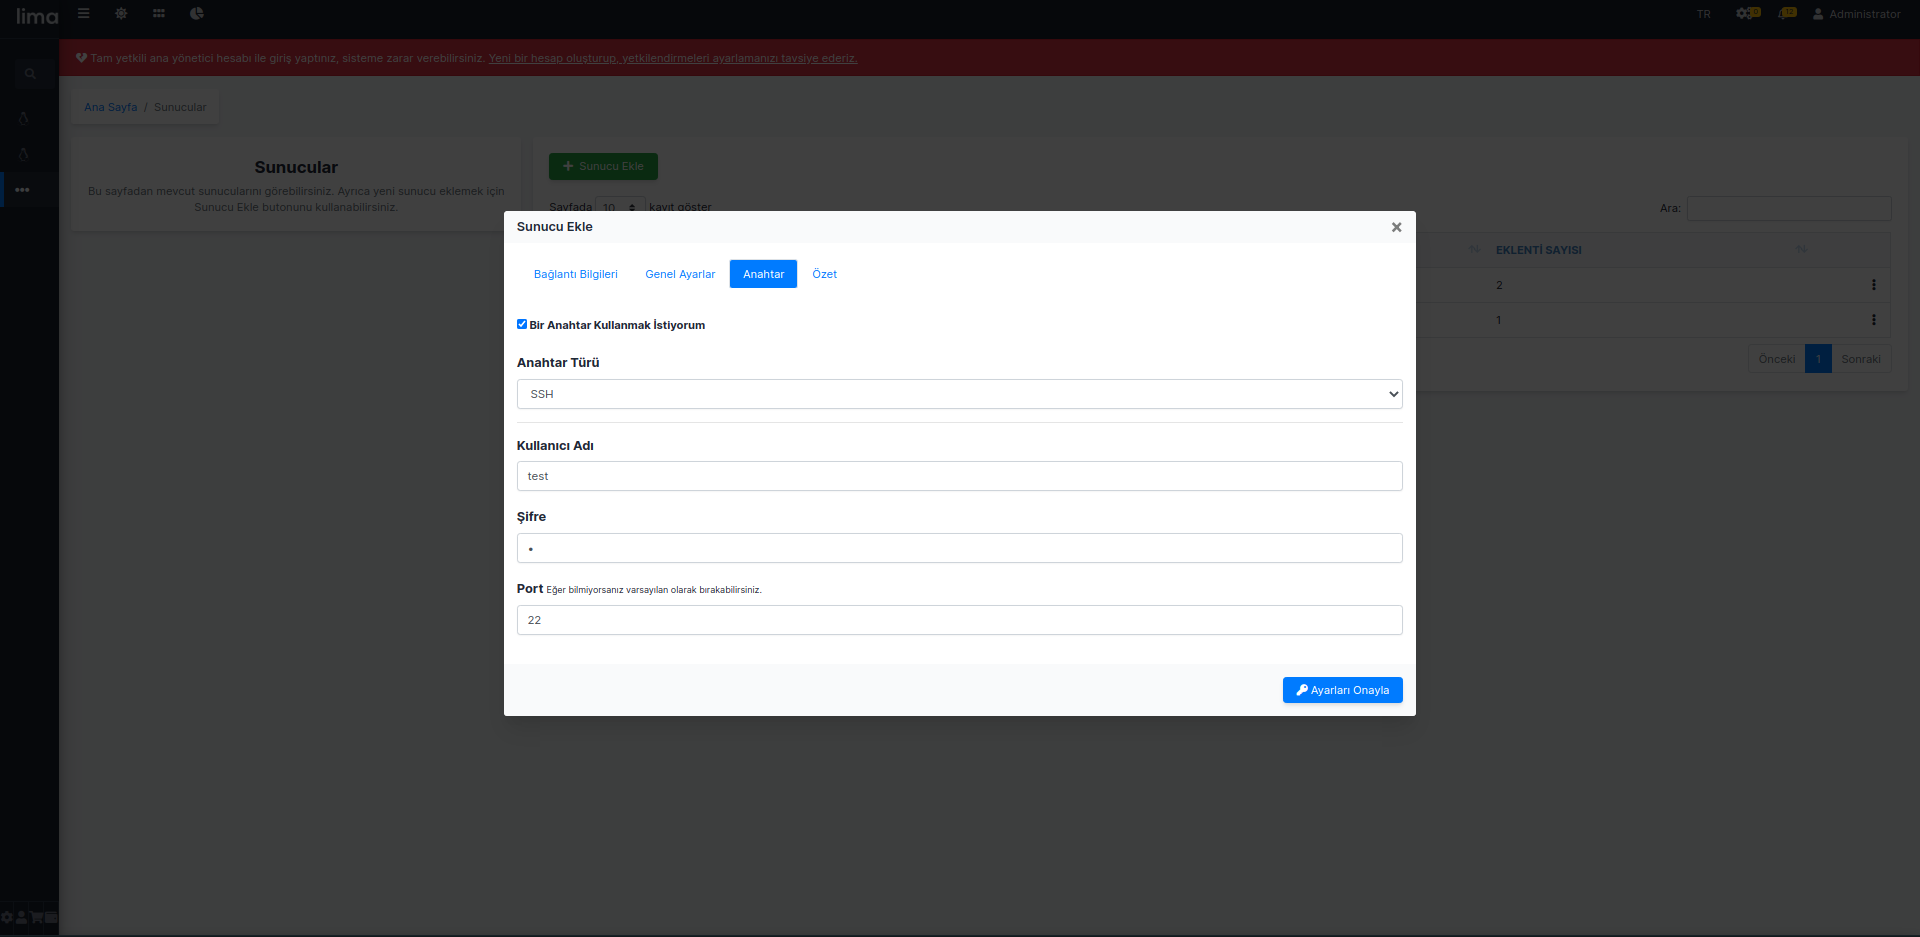 lima
TR
0
12
Administrator
Tam yetkili ana yönetici hesabı ile giriş yaptınız, sisteme zarar verebilirsiniz. Yeni bir hesap oluşturup, yetkilendirmeleri ayarlamanızı tavsiye ederiz.
Ana Sayfa / Sunucular
Sunucular
Bu sayfadan mevcut sunucularını görebilirsiniz. Ayrıca yeni sunucu eklemek için
Sunucu Ekle butonunu kullanabilirsiniz.
Sunucu Ekle
Sayfada 10 kayıt göster
Ara:
EKLENTİ SAYISI
2
1
Önceki 1 Sonraki
Sunucu Ekle
Bağlantı Bilgileri
Genel Ayarlar
Anahtar
Özet
Bir Anahtar Kullanmak İstiyorum
Anahtar Türü
SSH
Kullanıcı Adı
test
Şifre
•
Port Eğer bilmiyorsanız varsayılan olarak bırakabilirsiniz.
22
Ayarları Onayla